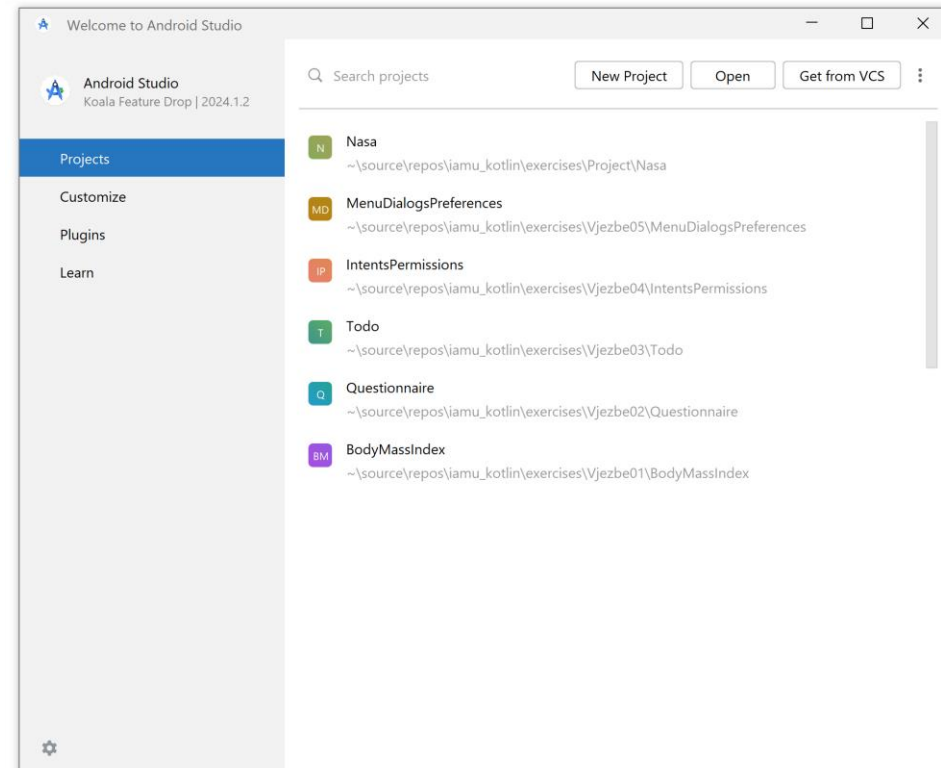 Welcome to Android Studio
Android Studio
Koala Feature Drop | 2024.1.2
Projects
Customize
Plugins
Learn
Search projects
New Project
Open
Get from VCS
N
Nasa
~\source\repos\iamu_kotlin\exercises\Project\Nasa
MD
MenuDialogsPreferences
~\source\repos\iamu_kotlin\exercises\Vjezbe05\MenuDialogsPreferences
IP
IntentsPermissions
~\source\repos\iamu_kotlin\exercises\Vjezbe04\IntentsPermissions
T
Todo
~\source\repos\iamu_kotlin\exercises\Vjezbe03\Todo
Q
Questionnaire
~\source\repos\iamu_kotlin\exercises\Vjezbe02\Questionnaire
BM
BodyMassIndex
~\source\repos\iamu_kotlin\exercises\Vjezbe01\BodyMassIndex